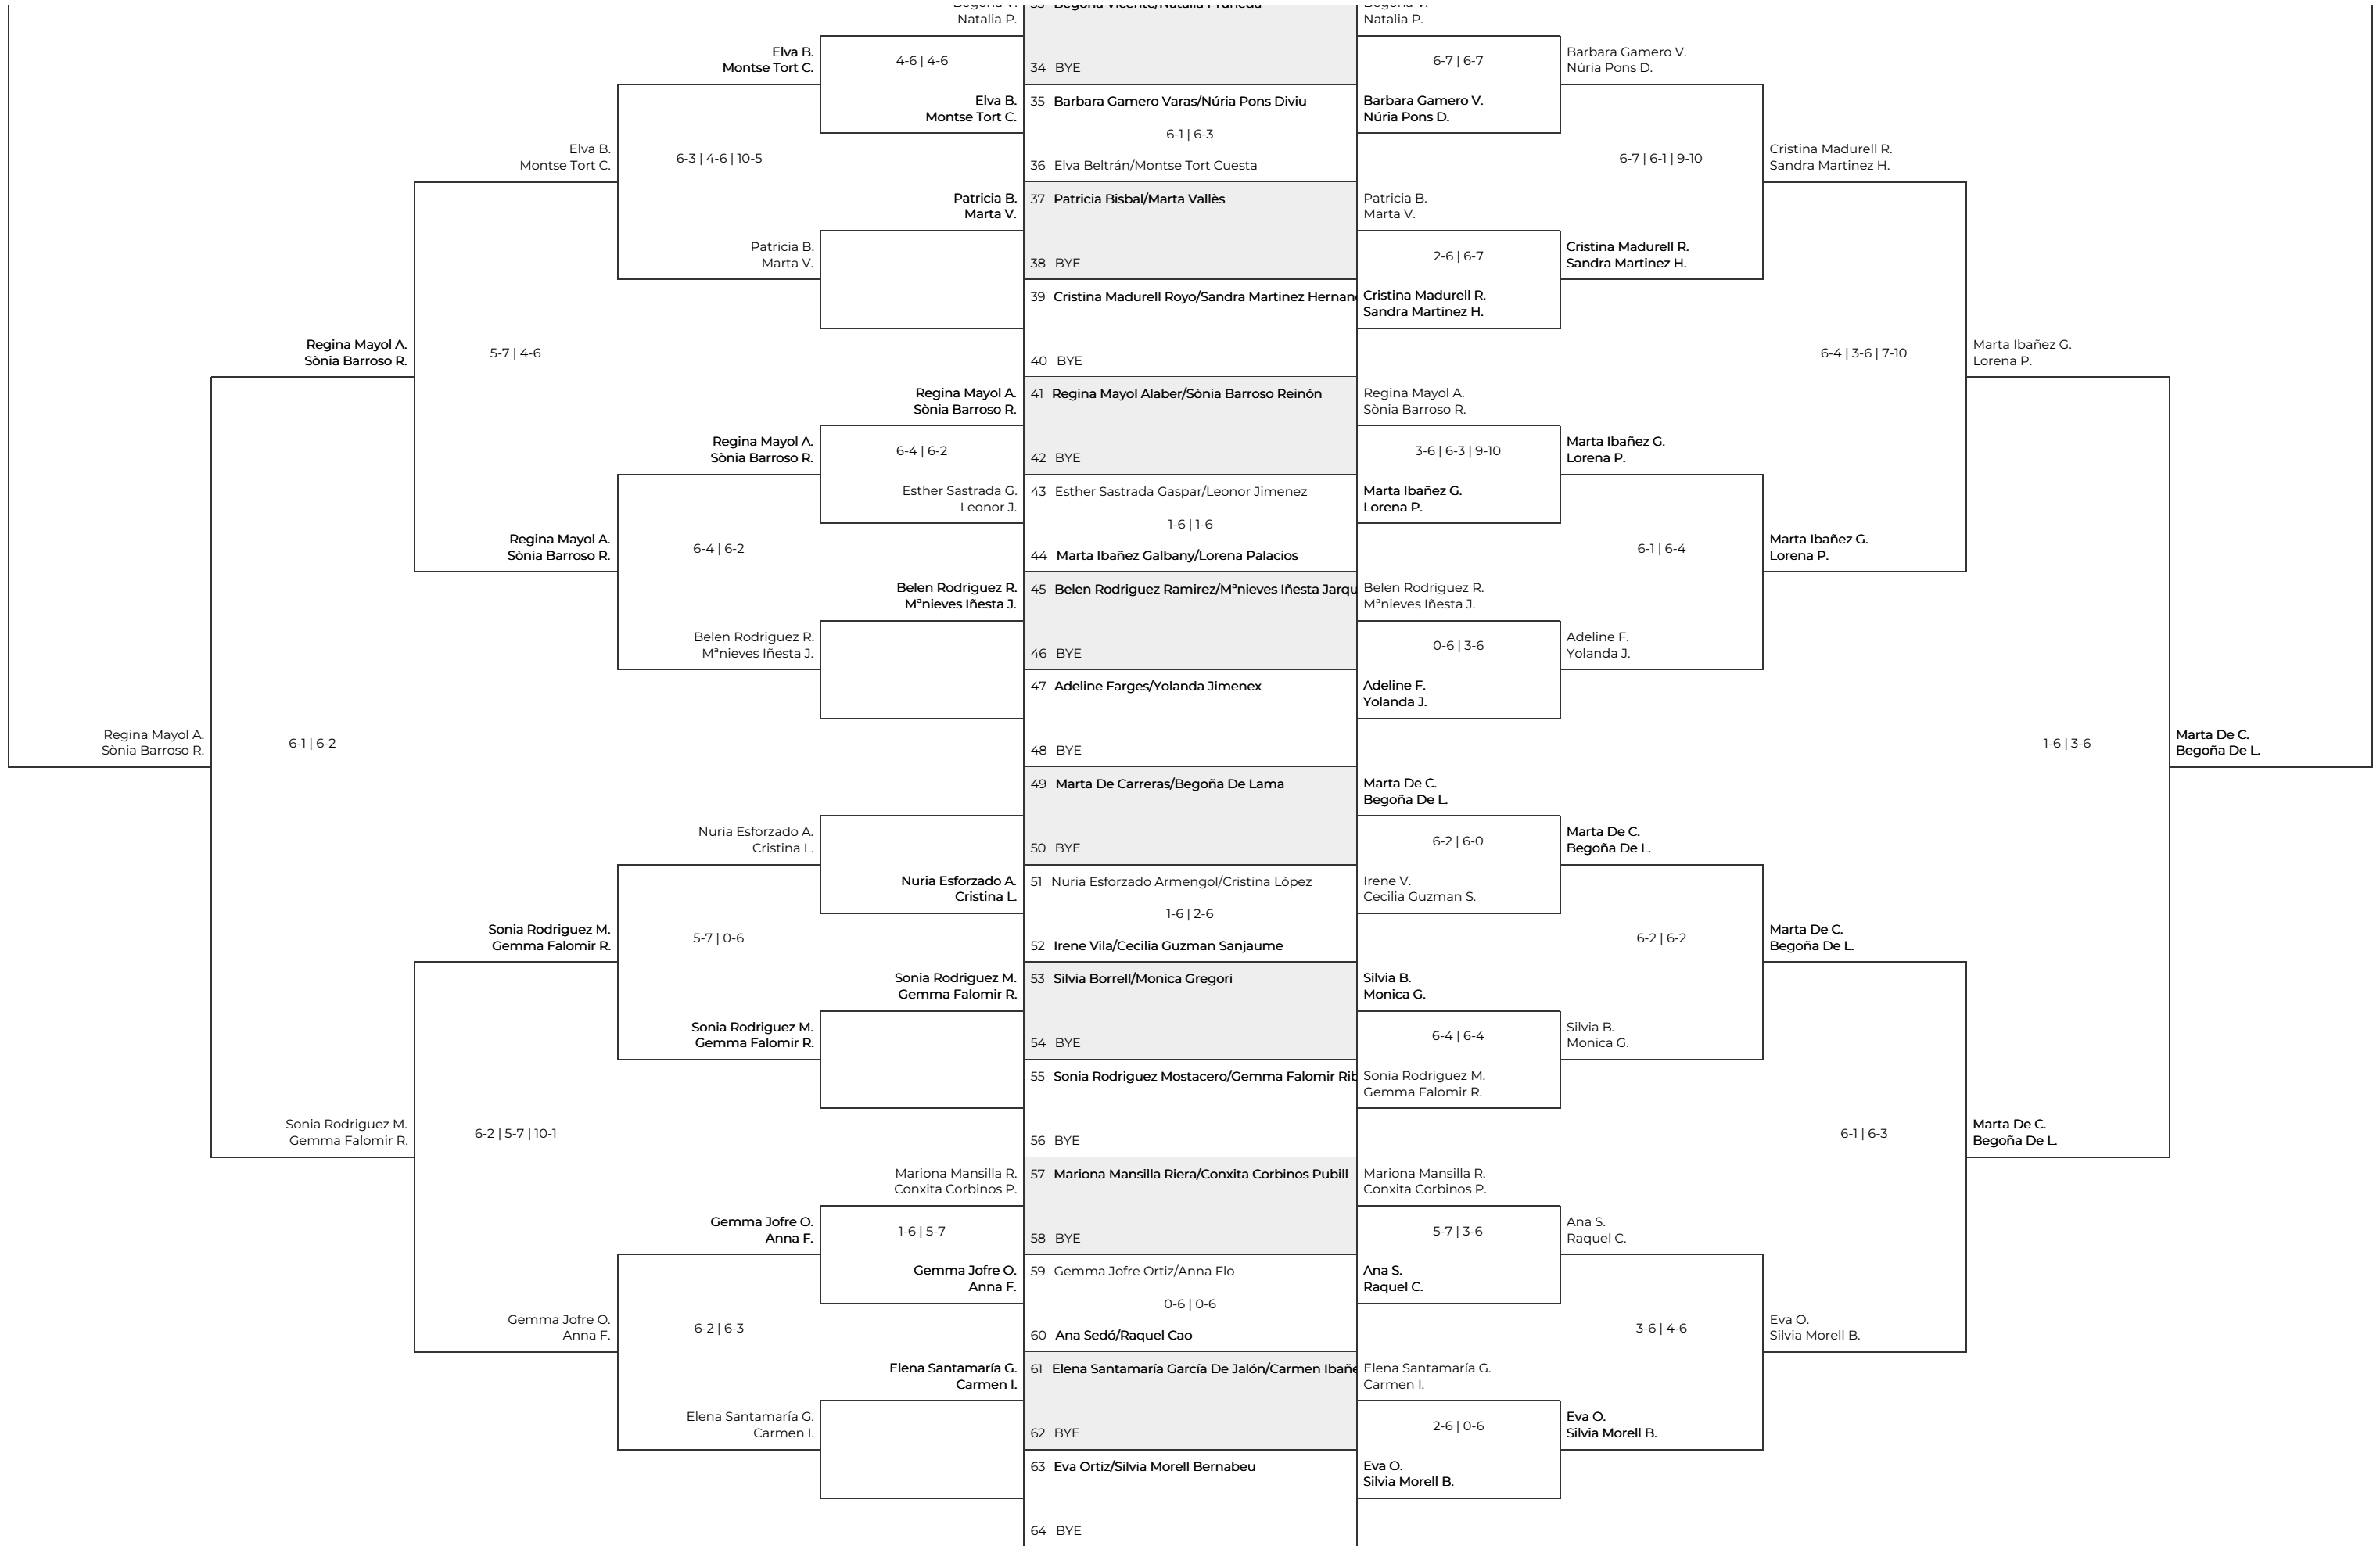 Natalia P.
34 BYE
35 Barbara Gamero Varas/Núria Pons Diviu
6-1 | 6-3
36 Elva Beltrán/Montse Tort Cuesta
37 Patricia Bisbal/Marta Vallès
38 BYE
39 Cristina Madurell Royo/Sandra Martinez Hernan
40 BYE
41 Regina Mayol Alaber/Sònia Barroso Reinón
42 BYE
43 Esther Sastrada Gaspar/Leonor Jimenez
1-6 | 1-6
44 Marta Ibañez Galbany/Lorena Palacios
45 Belen Rodriguez Ramirez/Mªnieves Iñesta Jarqu
46 BYE
47 Adeline Farges/Yolanda Jimenex
48 BYE
49 Marta De Carreras/Begoña De Lama
50 BYE
51 Nuria Esforzado Armengol/Cristina López
1-6 | 2-6
52 Irene Vila/Cecilia Guzman Sanjaume
53 Silvia Borrell/Monica Gregori
54 BYE
55 Sonia Rodriguez Mostacero/Gemma Falomir Rib
56 BYE
57 Mariona Mansilla Riera/Conxita Corbinos Pubill
58 BYE
59 Gemma Jofre Ortiz/Anna Flo
0-6 | 0-6
60 Ana Sedó/Raquel Cao
61 Elena Santamaría García De Jalón/Carmen Ibañe
62 BYE
63 Eva Ortiz/Silvia Morell Bernabeu
64 BYE
Elva B.
Montse Tort C.
4-6 | 4-6
Elva B.
Montse Tort C.
Elva B.
Montse Tort C.
6-3 | 4-6 | 10-5
Patricia B.
Marta V.
Patricia B.
Marta V.
Regina Mayol A.
Sònia Barroso R.
5-7 | 4-6
Regina Mayol A.
Sònia Barroso R.
Regina Mayol A.
Sònia Barroso R.
6-4 | 6-2
Esther Sastrada G.
Leonor J.
Regina Mayol A.
Sònia Barroso R.
6-4 | 6-2
Belen Rodriguez R.
Mªnieves Iñesta J.
Belen Rodriguez R.
Mªnieves Iñesta J.
Regina Mayol A.
Sònia Barroso R.
6-1 | 6-2
Nuria Esforzado A.
Cristina L.
Nuria Esforzado A.
Cristina L.
Sonia Rodriguez M.
Gemma Falomir R.
5-7 | 0-6
Sonia Rodriguez M.
Gemma Falomir R.
Sonia Rodriguez M.
Gemma Falomir R.
Sonia Rodriguez M.
Gemma Falomir R.
6-2 | 5-7 | 10-1
Mariona Mansilla R.
Conxita Corbinos P.
Gemma Jofre O.
Anna F.
1-6 | 5-7
Gemma Jofre O.
Anna F.
Gemma Jofre O.
Anna F.
6-2 | 6-3
Elena Santamaría G.
Carmen I.
Elena Santamaría G.
Carmen I.
Natalia P.
6-7 | 6-7
Barbara Gamero V.
Núria Pons D.
Barbara Gamero V.
Núria Pons D.
6-7 | 6-1 | 9-10
Cristina Madurell R.
Sandra Martinez H.
Patricia B.
Marta V.
2-6 | 6-7
Cristina Madurell R.
Sandra Martinez H.
Cristina Madurell R.
Sandra Martinez H.
6-4 | 3-6 | 7-10
Marta Ibañez G.
Lorena P.
Regina Mayol A.
Sònia Barroso R.
3-6 | 6-3 | 9-10
Marta Ibañez G.
Lorena P.
Marta Ibañez G.
Lorena P.
6-1 | 6-4
Marta Ibañez G.
Lorena P.
Belen Rodriguez R.
Mªnieves Iñesta J.
0-6 | 3-6
Adeline F.
Yolanda J.
Adeline F.
Yolanda J.
1-6 | 3-6
Marta De C.
Begoña De L.
Marta De C.
Begoña De L.
6-2 | 6-0
Marta De C.
Begoña De L.
Irene V.
Cecilia Guzman S.
6-2 | 6-2
Marta De C.
Begoña De L.
Silvia B.
Monica G.
6-4 | 6-4
Silvia B.
Monica G.
Sonia Rodriguez M.
Gemma Falomir R.
6-1 | 6-3
Marta De C.
Begoña De L.
Mariona Mansilla R.
Conxita Corbinos P.
5-7 | 3-6
Ana S.
Raquel C.
Ana S.
Raquel C.
3-6 | 4-6
Eva O.
Silvia Morell B.
Elena Santamaría G.
Carmen I.
2-6 | 0-6
Eva O.
Silvia Morell B.
Eva O.
Silvia Morell B.